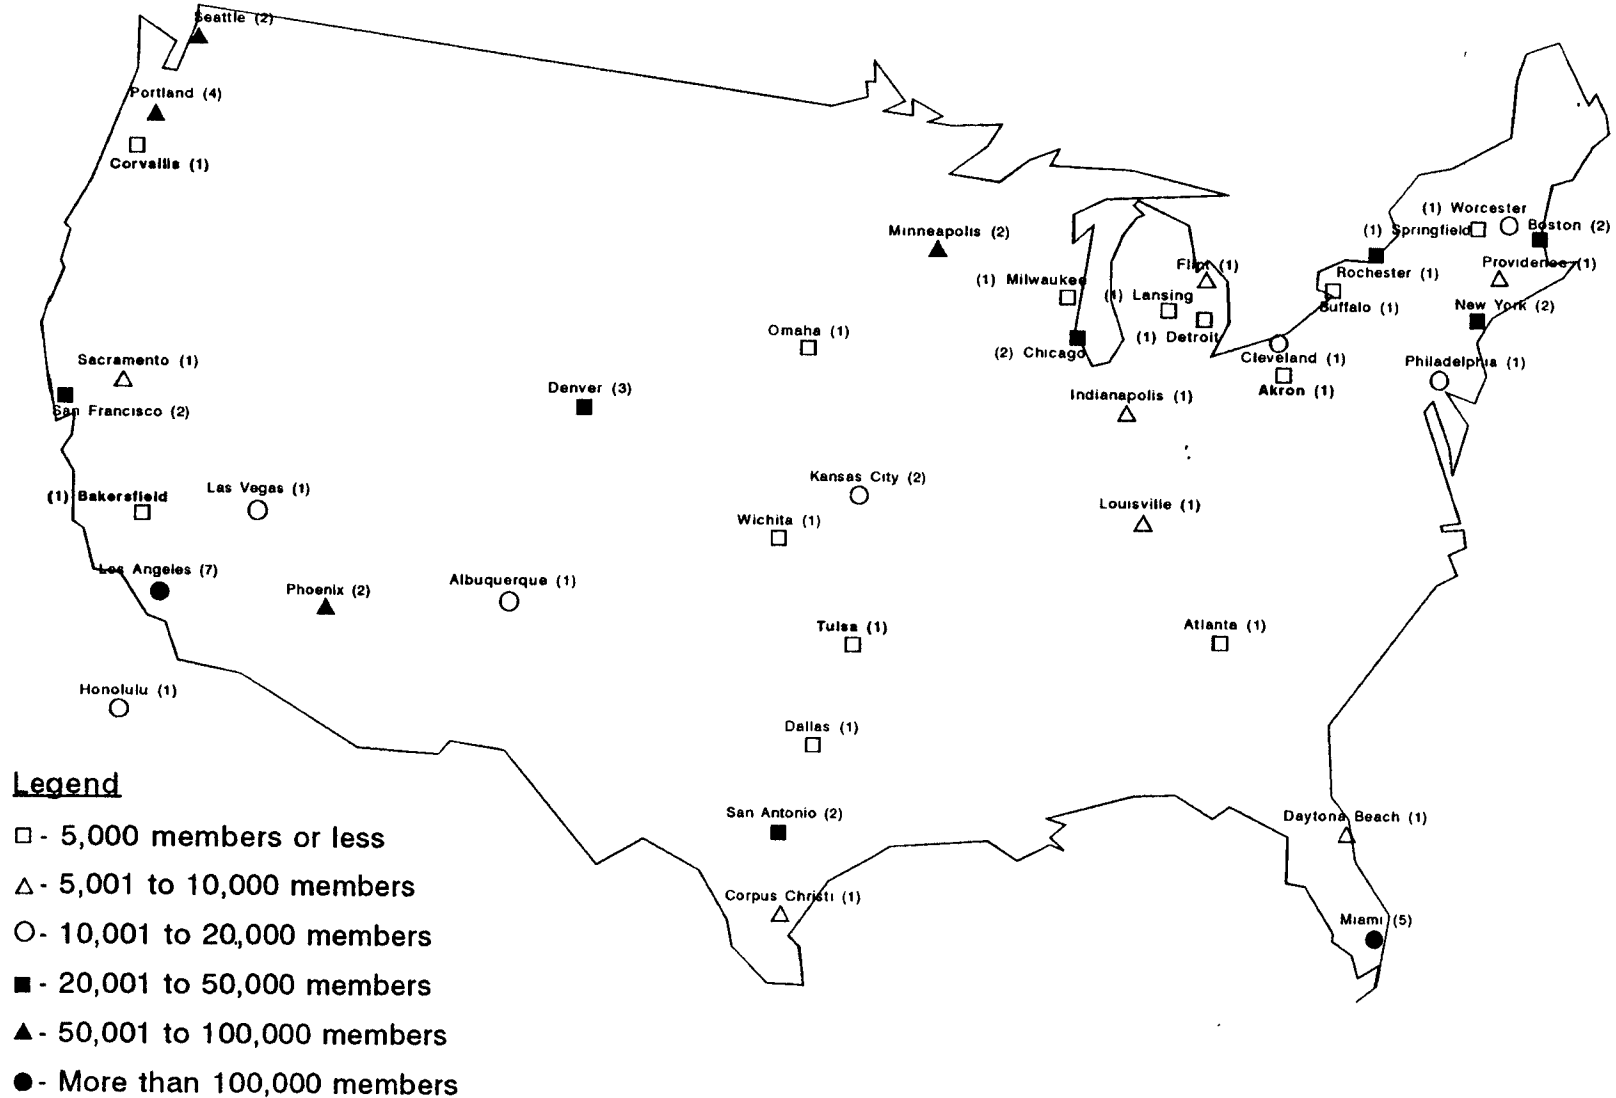 Seattle (2)
Portland (4)
Corvallis (1)
(1) Worcester
(1) Springfield
Boston (2)
Minneapolis (2)
Flint (1)
Providence (1)
Rochester (1)
(1) Milwaukee
(1) Lansing
Buffalo (1)
New York (2)
Omaha (1)
(1) Detroit
(2) Chicago
Cleveland (1)
Philadelphia (1)
Sacramento (1)
Denver (3)
Akron (1)
Indianapolis (1)
San Francisco (2)
Kansas City (2)
Las Vegas (1)
(1) Bakersfield
Louisville (1)
Wichita (1)
Los Angeles (7)
Albuquerque (1)
Phoenix (2)
Tulsa (1)
Atlanta (1)
Honolulu (1)
Dallas (1)
San Antonio (2)
Daytona Beach (1)
Corpus Christi (1)
Miami (5)
Legend
□ - 5,000 members or less
△ - 5,001 to 10,000 members
○ - 10,001 to 20,000 members
■ - 20,001 to 50,000 members
▲ - 50,001 to 100,000 members
● - More than 100,000 members